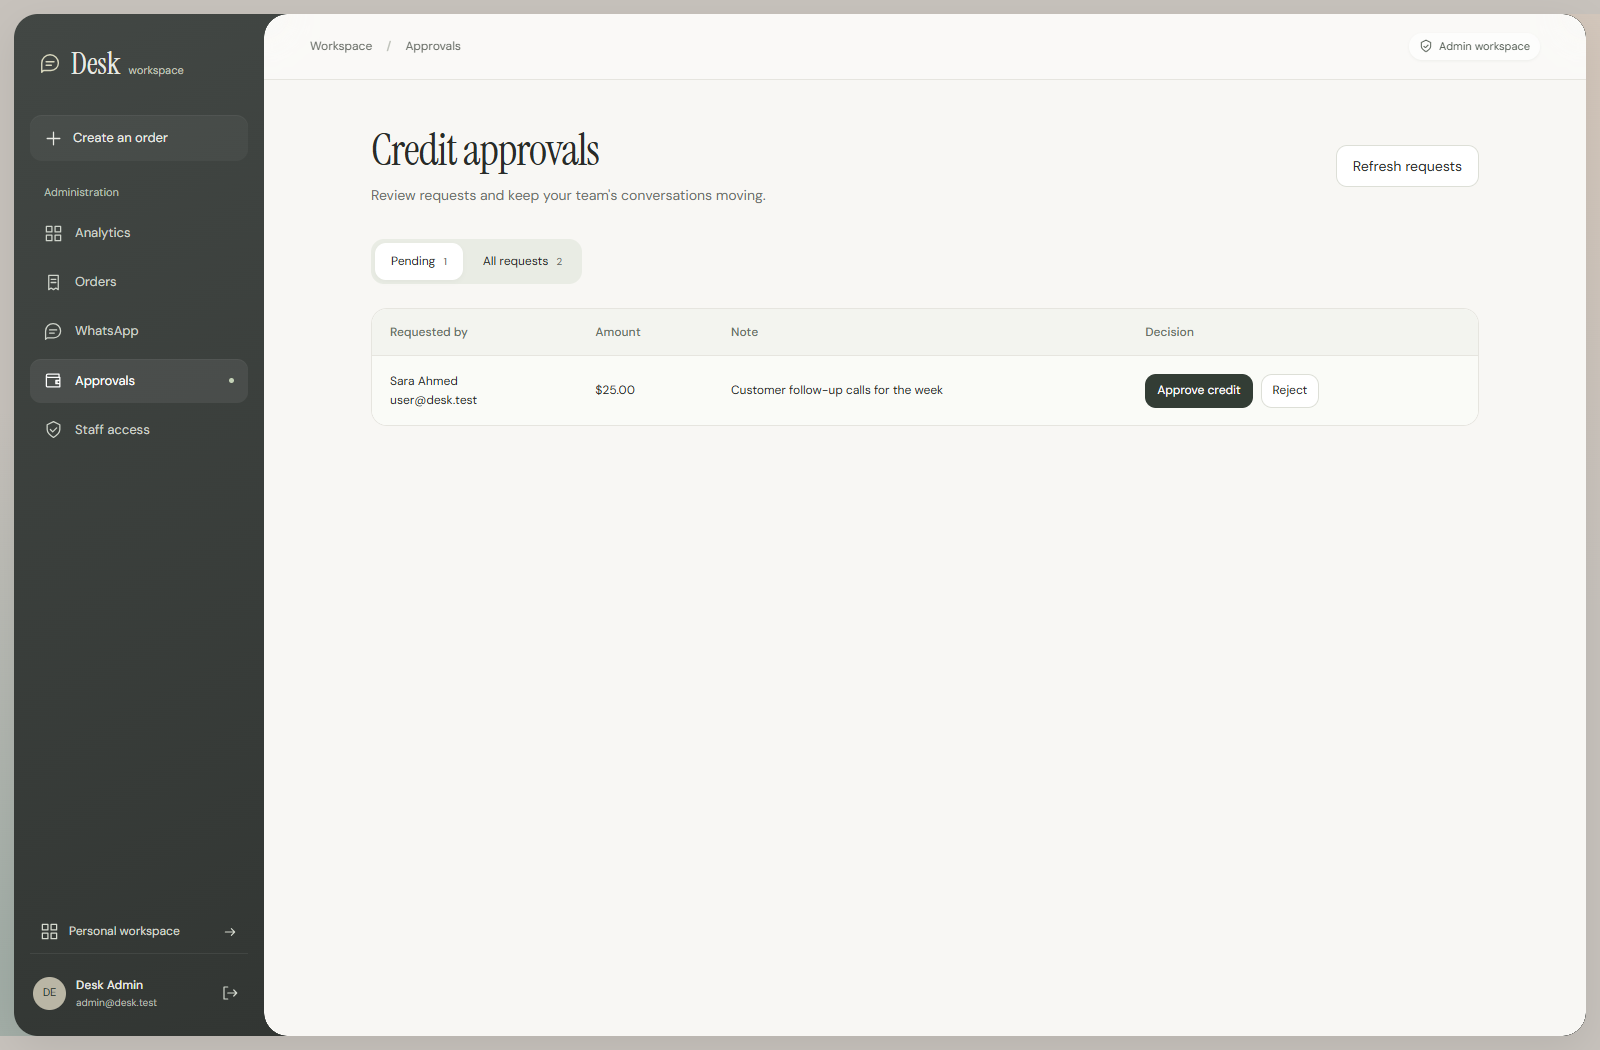 Desk workspace
Create an order
Administration
Analytics
Orders
WhatsApp
Approvals
Staff access
Personal workspace
DE
Desk Admin
admin@desk.test
Workspace / Approvals
Admin workspace
Credit approvals
Review requests and keep your team's conversations moving.
Refresh requests
Pending 1 All requests 2
Requested by Amount Note Decision
Sara Ahmed
user@desk.test
$25.00
Customer follow-up calls for the week
Approve credit
Reject